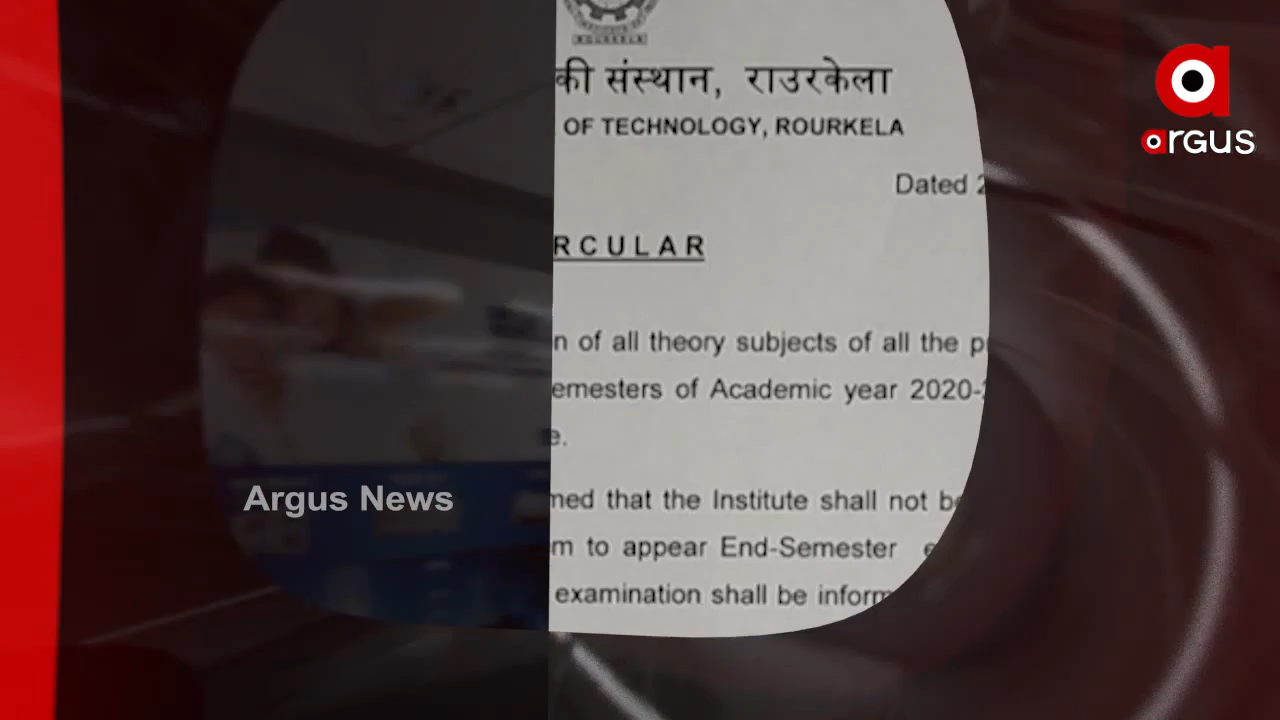 ROURKELA
की संस्थान, राउरकेला
OF TECHNOLOGY, ROURKELA
Dated
RCULAR
of all theory subjects of all the
emesters of Academic year 2020-
e.
med that the Institute shall not
to appear End-Semester
examination shall be inform
Argus News
argus